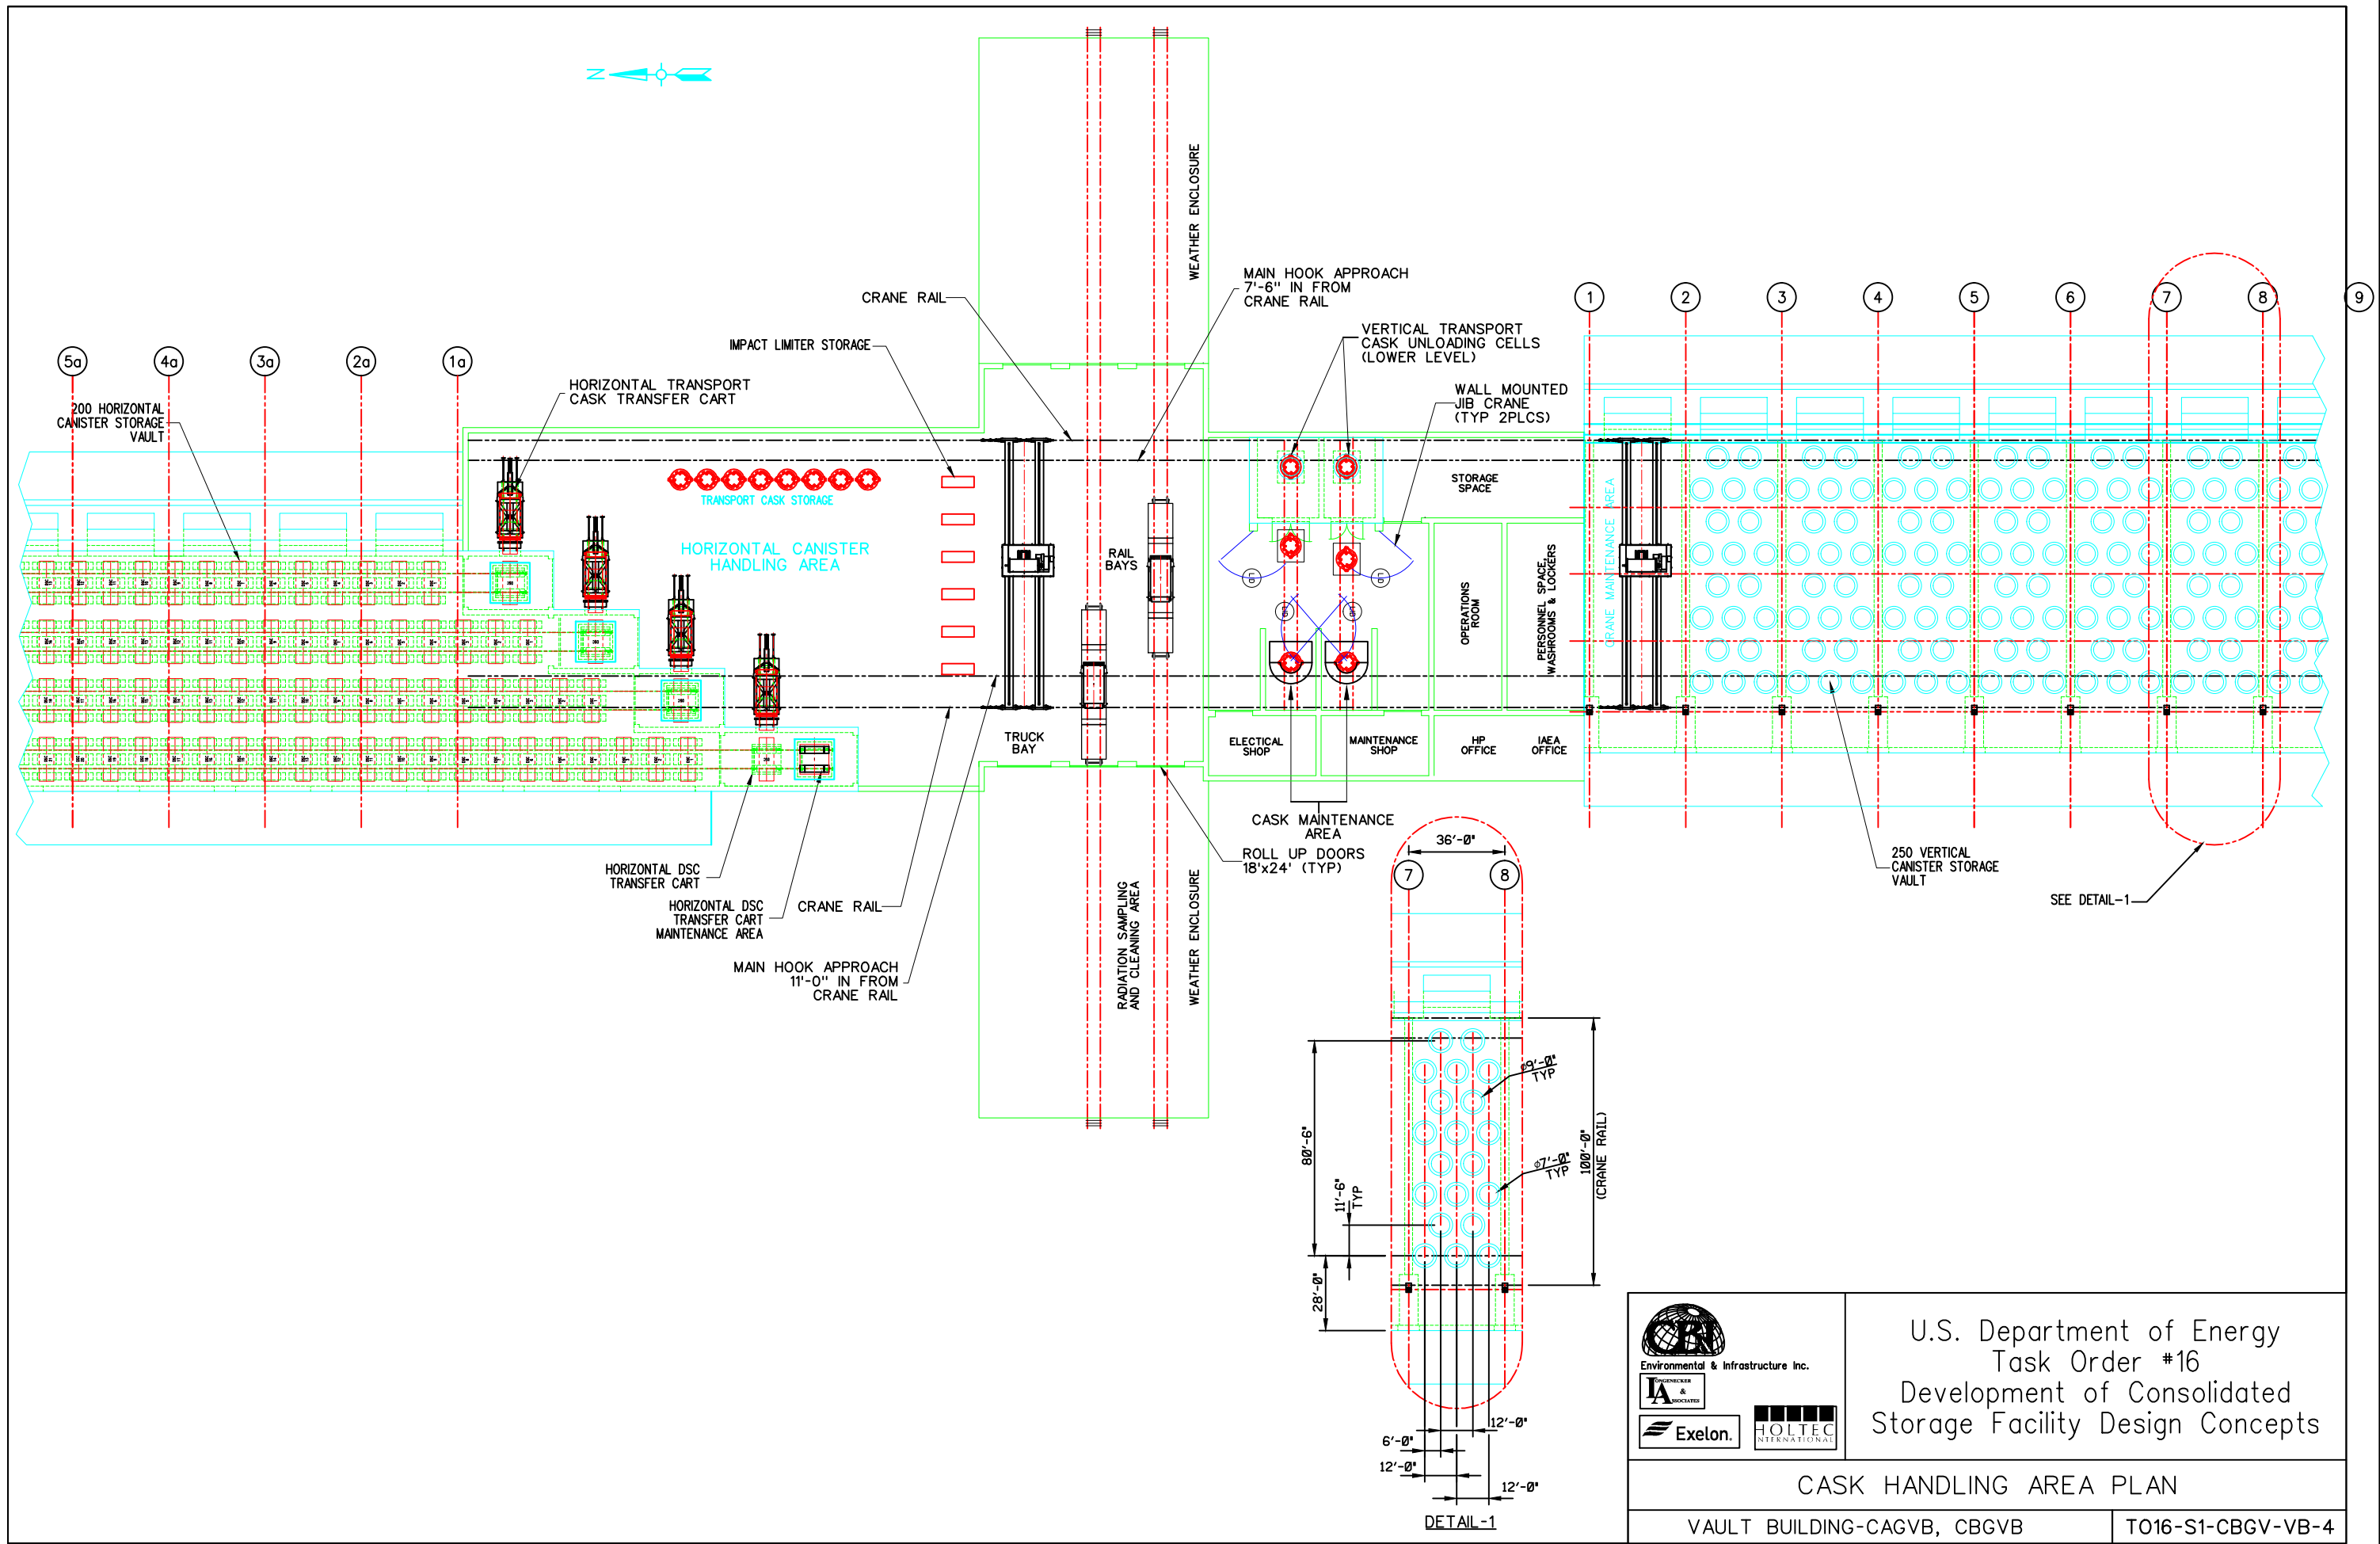 N
WEATHER ENCLOSURE
MAIN HOOK APPROACH
7'-6" IN FROM
CRANE RAIL
CRANE RAIL
1
2
3
4
5
6
7
8
9
VERTICAL TRANSPORT
CASK UNLOADING CELLS
(LOWER LEVEL)
IMPACT LIMITER STORAGE
5a
4a
3a
2a
1a
HORIZONTAL TRANSPORT
CASK TRANSFER CART
WALL MOUNTED
JIB CRANE
(TYP 2PLCS)
200 HORIZONTAL
CANISTER STORAGE
VAULT
TRANSPORT CASK STORAGE
STORAGE
SPACE
HORIZONTAL CANISTER
HANDLING AREA
RAIL
BAYS
OPERATIONS
ROOM
PERSONNEL SPACE,
WASHROOMS & LOCKERS
CRANE MAINTENANCE AREA
TRUCK
BAY
ELECTICAL
SHOP
MAINTENANCE
SHOP
HP
OFFICE
IAEA
OFFICE
CASK MAINTENANCE
AREA
ROLL UP DOORS
18'x24' (TYP)
HORIZONTAL DSC
TRANSFER CART
HORIZONTAL DSC
TRANSFER CART
MAINTENANCE AREA
CRANE RAIL
MAIN HOOK APPROACH
11'-0" IN FROM
CRANE RAIL
RADIATION SAMPLING
AND CLEANING AREA
WEATHER ENCLOSURE
250 VERTICAL
CANISTER STORAGE
VAULT
SEE DETAIL-1
36'-0"
7
8
ø9'-0"
TYP
80'-6"
ø7'-0"
TYP
100'-0"
(CRANE RAIL)
11'-6"
TYP
28'-0"
12'-0"
6'-0"
12'-0"
12'-0"
DETAIL-1
CBI
Environmental & Infrastructure Inc.
LONGENECKER
&
ASSOCIATES
Exelon.
HOLTEC
INTERNATIONAL
U.S. Department of Energy
Task Order #16
Development of Consolidated
Storage Facility Design Concepts
CASK HANDLING AREA PLAN
VAULT BUILDING-CAGVB, CBGVB
TO16-S1-CBGV-VB-4